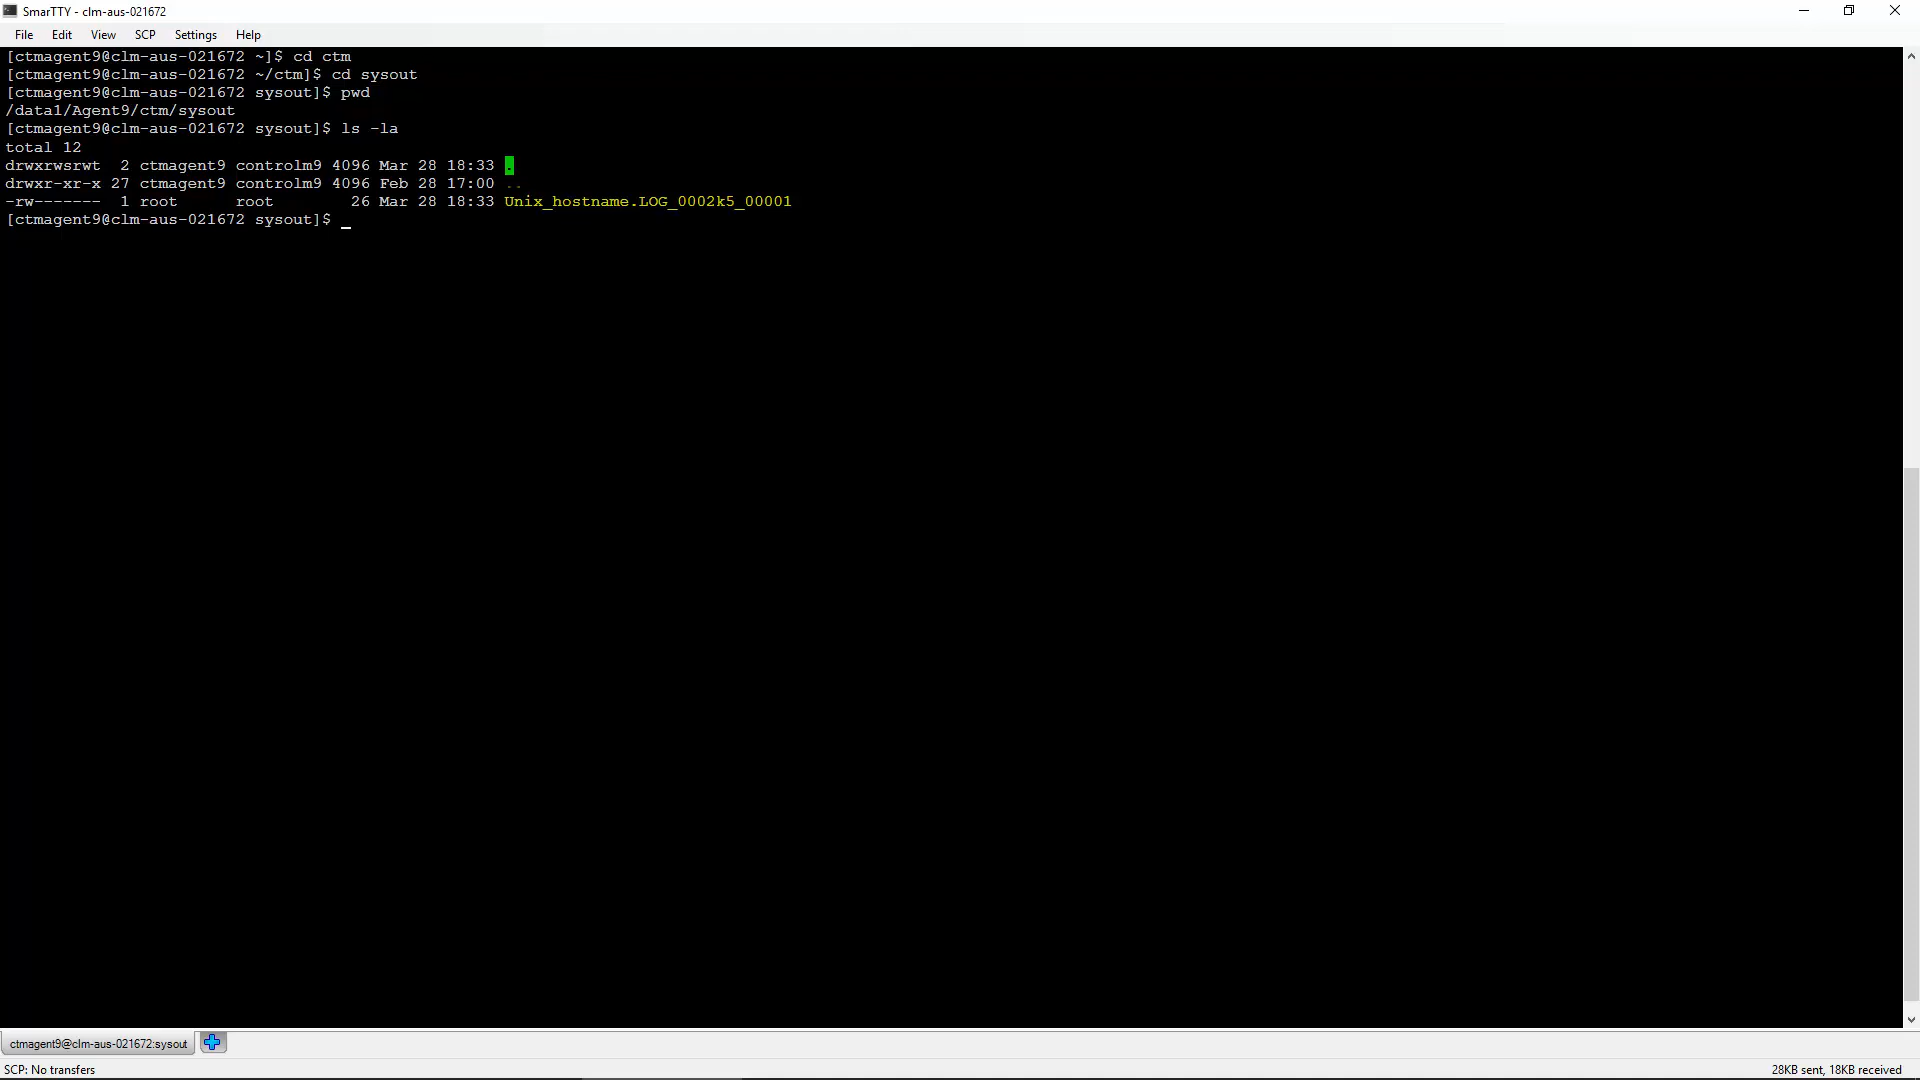 SmarTTY - clm-aus-021672
File Edit View SCP Settings Help
[ctmagent9@clm-aus-021672 ~]$ cd ctm
[ctmagent9@clm-aus-021672 ~/ctm]$ cd sysout
[ctmagent9@clm-aus-021672 sysout]$ pwd
/data1/Agent9/ctm/sysout
[ctmagent9@clm-aus-021672 sysout]$ ls -la
total 12
drwxrwsrwt  2 ctmagent9 controlm9 4096 Mar 28 18:33 .
drwxr-xr-x 27 ctmagent9 controlm9 4096 Feb 28 17:00 ..
-rw-------  1 root      root        26 Mar 28 18:33 Unix_hostname.LOG_0002k5_00001
[ctmagent9@clm-aus-021672 sysout]$ _
ctmagent9@clm-aus-021672:sysout
SCP: No transfers 28KB sent, 18KB received